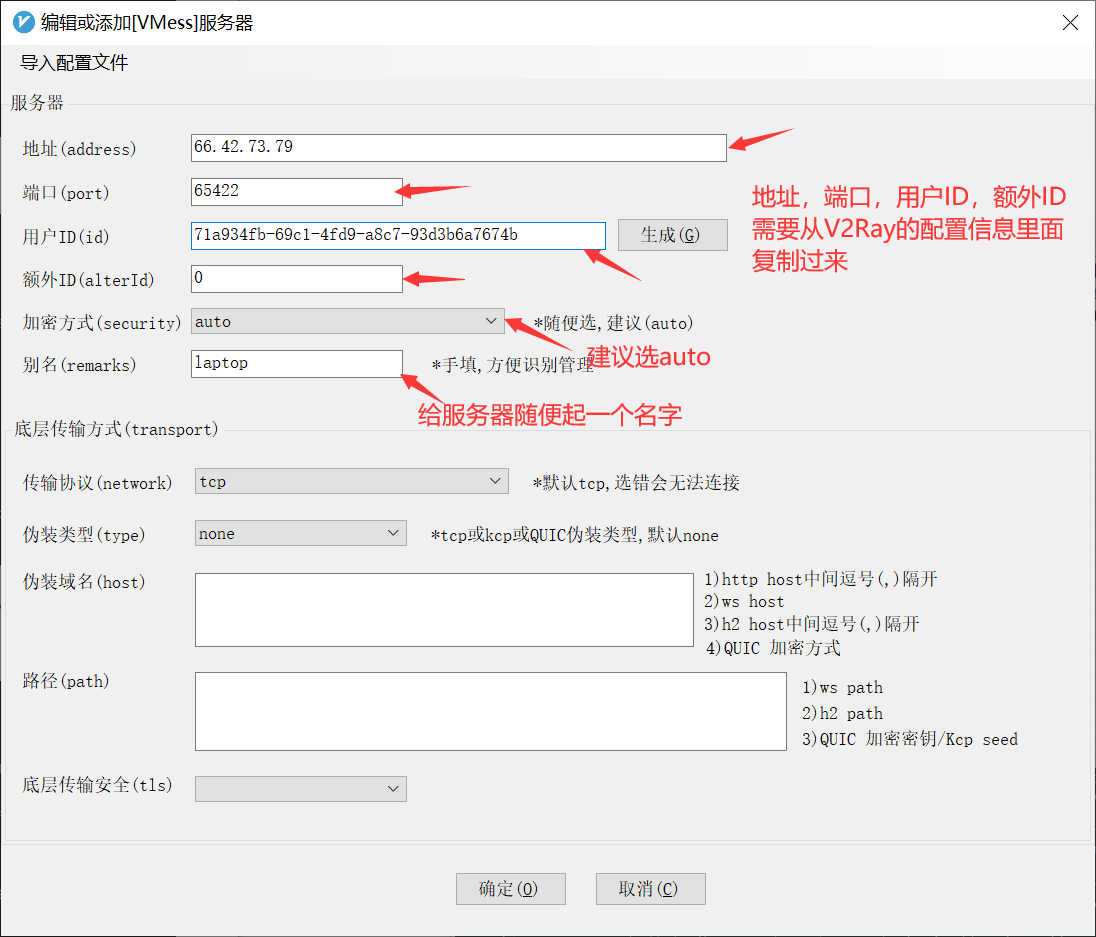 编辑或添加[VMess]服务器
导入配置文件
服务器
地址(address) 66.42.73.79
端口(port) 65422
地址，端口，用户ID，额外ID
需要从V2Ray的配置信息里面
复制过来
用户ID(id) 71a934fb-69c1-4fd9-a8c7-93d3b6a7674b 生成(G)
额外ID(alterId) 0
加密方式(security) auto *随便选,建议(auto)
建议选auto
别名(remarks) laptop *手填,方便识别管理
给服务器随便起一个名字
底层传输方式(transport)
传输协议(network) tcp *默认tcp,选错会无法连接
伪装类型(type) none *tcp或kcp或QUIC伪装类型,默认none
伪装域名(host)
1)http host中间逗号(,)隔开
2)ws host
3)h2 host中间逗号(,)隔开
4)QUIC 加密方式
路径(path)
1)ws path
2)h2 path
3)QUIC 加密密钥/Kcp seed
底层传输安全(tls)
确定(O) 取消(C)